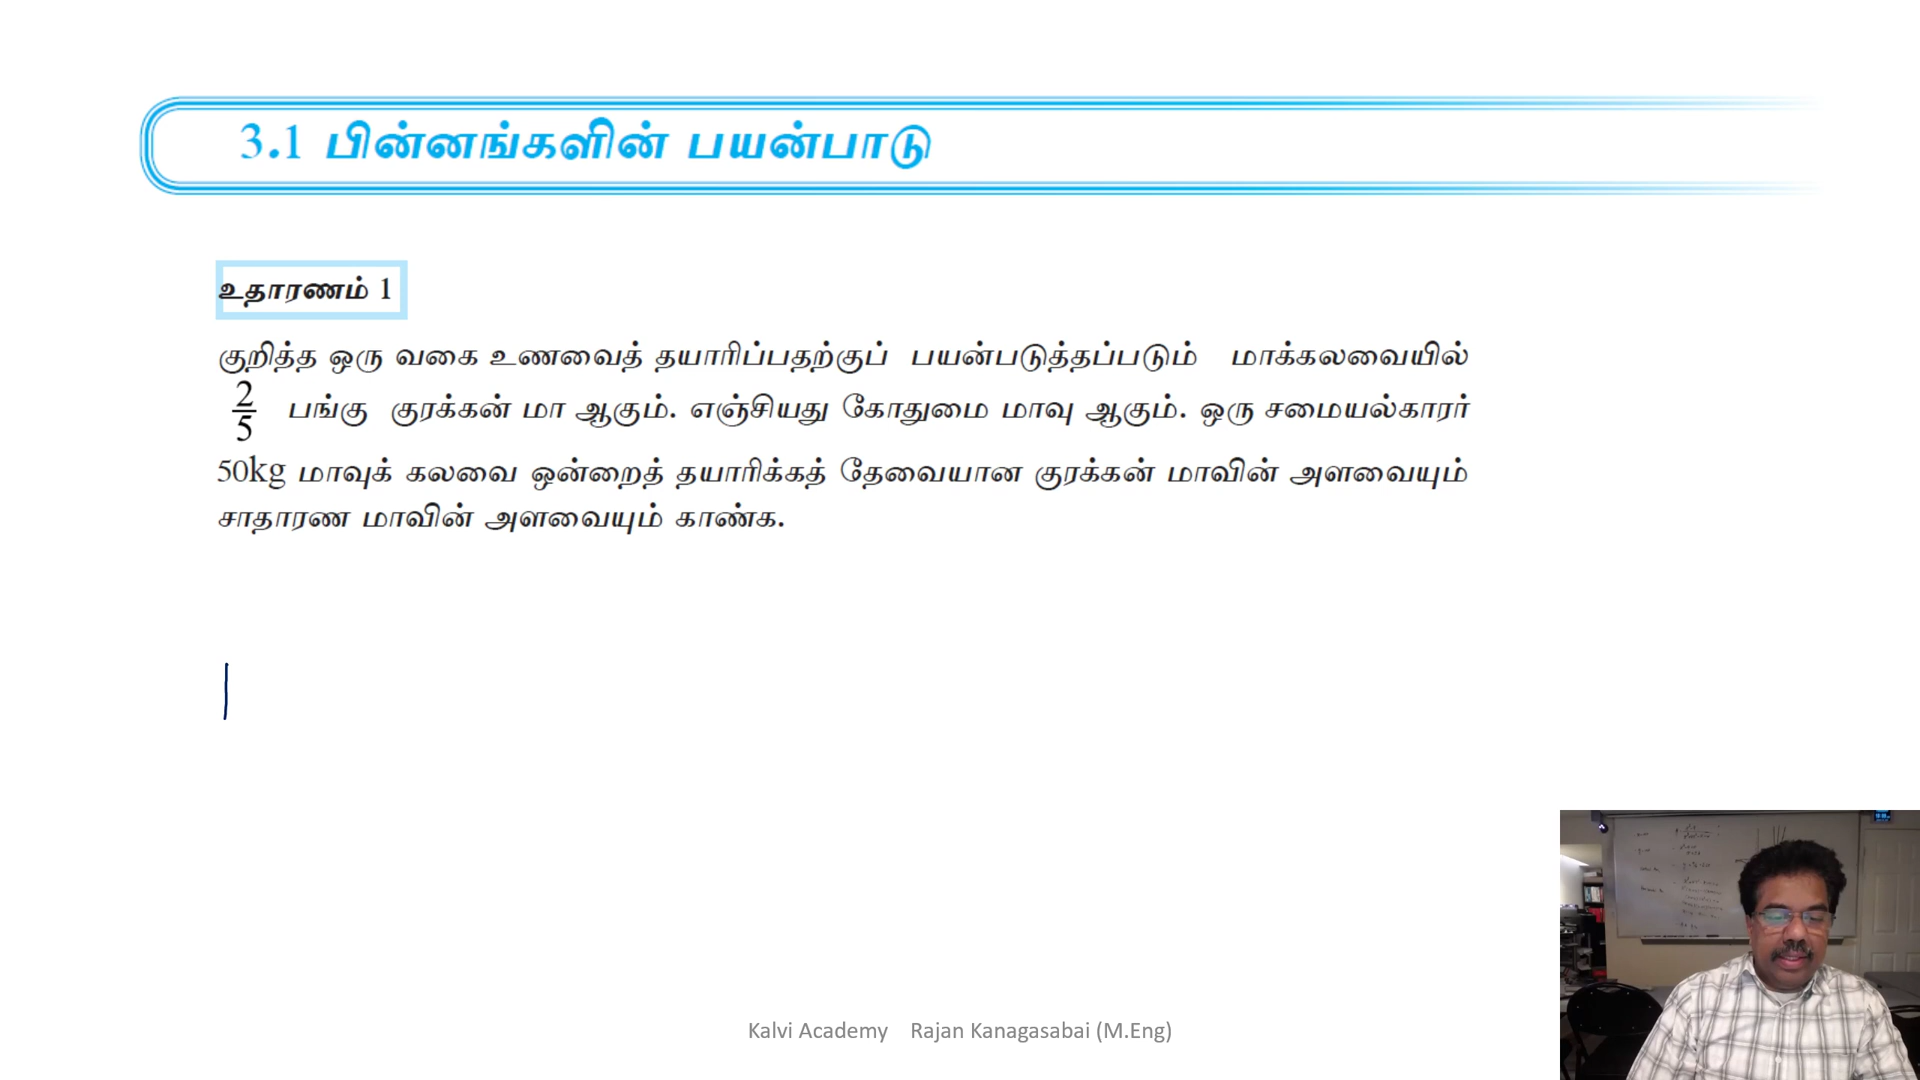 3.1 பின்னங்களின் பயன்பாடு
உதாரணம் 1
குறித்த ஒரு வகை உணவைத் தயாரிப்பதற்குப் பயன்படுத்தப்படும் மாக்கலவையில்
2/5 பங்கு குரக்கன் மா ஆகும். எஞ்சியது கோதுமை மாவு ஆகும். ஒரு சமையல்காரர்
50kg மாவுக் கலவை ஒன்றைத் தயாரிக்கத் தேவையான குரக்கன் மாவின் அளவையும்
சாதாரண மாவின் அளவையும் காண்க.
Kalvi Academy Rajan Kanagasabai (M.Eng)